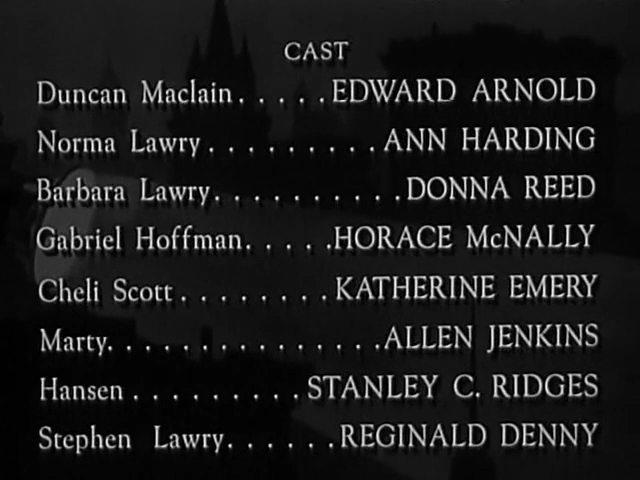 CAST
Duncan Maclain.....EDWARD ARNOLD
Norma Lawry.........ANN HARDING
Barbara Lawry..........DONNA REED
Gabriel Hoffman.....HORACE McNALLY
Cheli Scott........KATHERINE EMERY
Marty...............ALLEN JENKINS
Hansen.........STANLEY C. RIDGES
Stephen Lawry......REGINALD DENNY